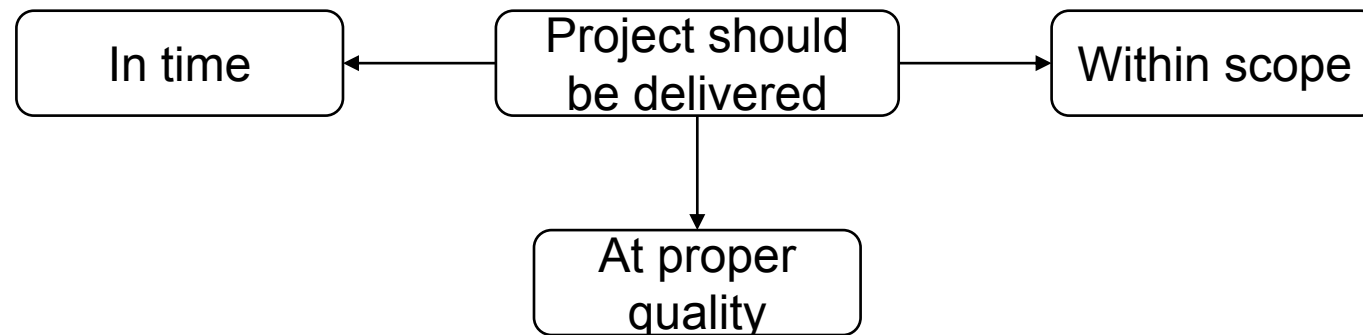 In time
Project should
be delivered
Within scope
At proper
quality